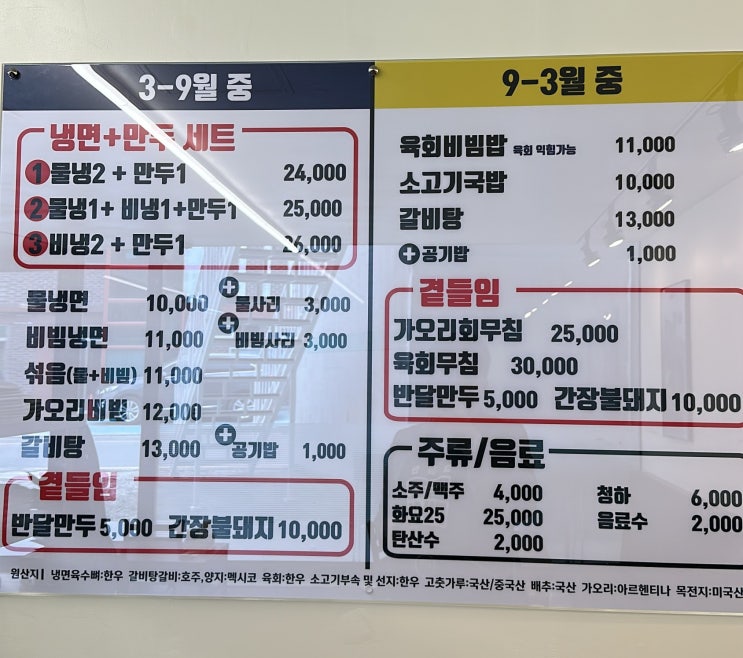 3-9월 중
냉면+만두 세트
1 물냉2 + 만두1 24,000
2 물냉1+ 비냉1+만두1 25,000
3 비냉2 + 만두1 26,000
물냉면 10,000 + 물사리 3,000
비빔냉면 11,000 + 비빔사리 3,000
섞음(물+비빔) 11,000
가오리비빔 12,000
갈비탕 13,000 + 공기밥 1,000
곁들임
반달만두 5,000 간장불돼지 10,000
9-3월 중
육회비빔밥 육회 익힘가능 11,000
소고기국밥 10,000
갈비탕 13,000
+ 공기밥 1,000
곁들임
가오리회무침 25,000
육회무침 30,000
반달만두 5,000 간장불돼지 10,000
주류/음료
소주/맥주 4,000 청하 6,000
화요25 25,000 음료수 2,000
탄산수 2,000
원산지| 냉면육수뼈:한우 갈비탕갈비:호주,양지:멕시코 육회:한우 소고기부속 및 선지:한우 고춧가루:국산/중국산 배추:국산 가오리:아르헨티나 목전지:미국산